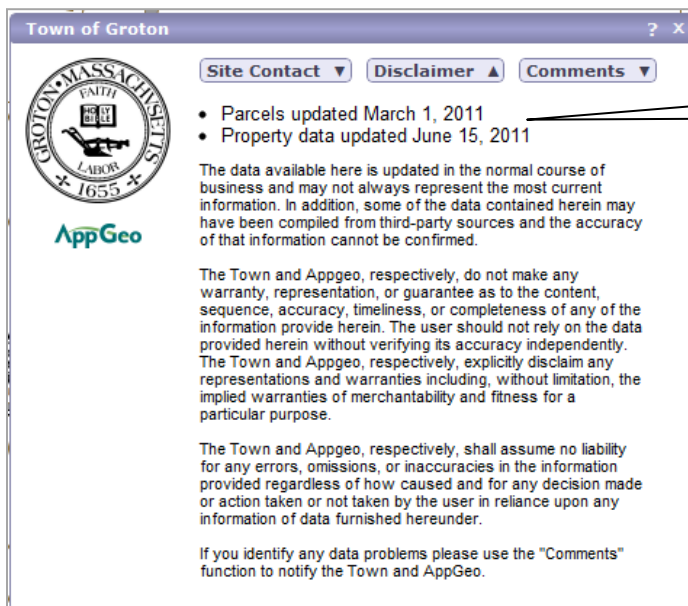 Town of Groton ? X
Site Contact ▼ Disclaimer ▲ Comments ▼
GROTON · MASSACHVSETTS
FAITH
HOLY BIBLE
LABOR
1655
AppGeo
• Parcels updated March 1, 2011
• Property data updated June 15, 2011
The data available here is updated in the normal course of
business and may not always represent the most current
information. In addition, some of the data contained herein may
have been compiled from third-party sources and the accuracy
of that information cannot be confirmed.
The Town and Appgeo, respectively, do not make any
warranty, representation, or guarantee as to the content,
sequence, accuracy, timeliness, or completeness of any of the
information provide herein. The user should not rely on the data
provided herein without verifying its accuracy independently.
The Town and Appgeo, respectively, explicitly disclaim any
representations and warranties including, without limitation, the
implied warranties of merchantability and fitness for a
particular purpose.
The Town and Appgeo, respectively, shall assume no liability
for any errors, omissions, or inaccuracies in the information
provided regardless of how caused and for any decision made
or action taken or not taken by the user in reliance upon any
information of data furnished hereunder.
If you identify any data problems please use the "Comments"
function to notify the Town and AppGeo.